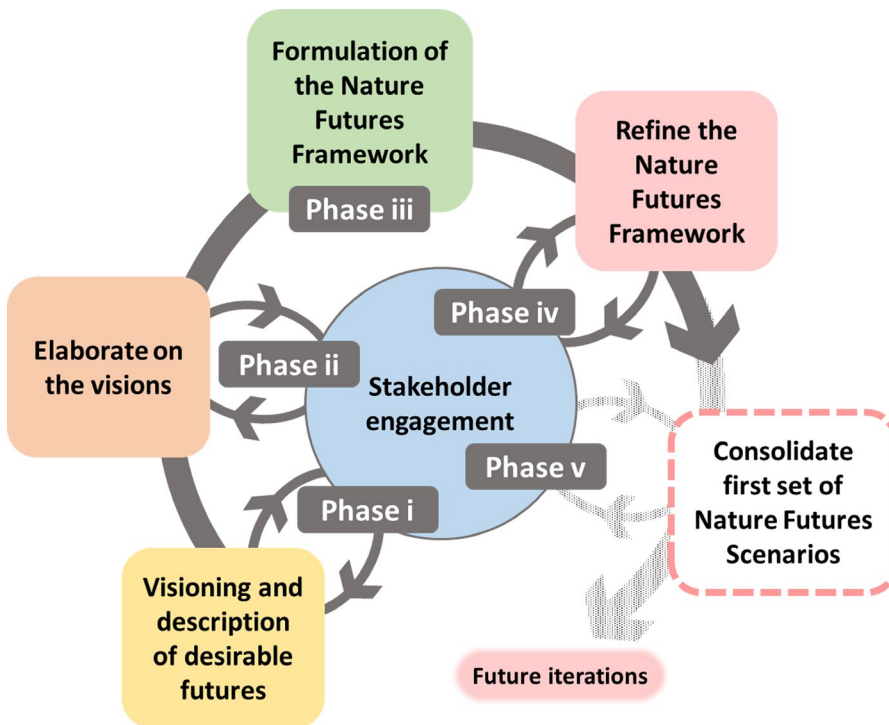 Formulation of
the Nature
Futures
Framework
Phase iii
Refine the
Nature
Futures
Framework
Phase iv
Elaborate on
the visions
Phase ii
Stakeholder
engagement
Phase v
Consolidate
first set of
Nature Futures
Scenarios
Phase i
Visioning and
description
of desirable
futures
Future iterations